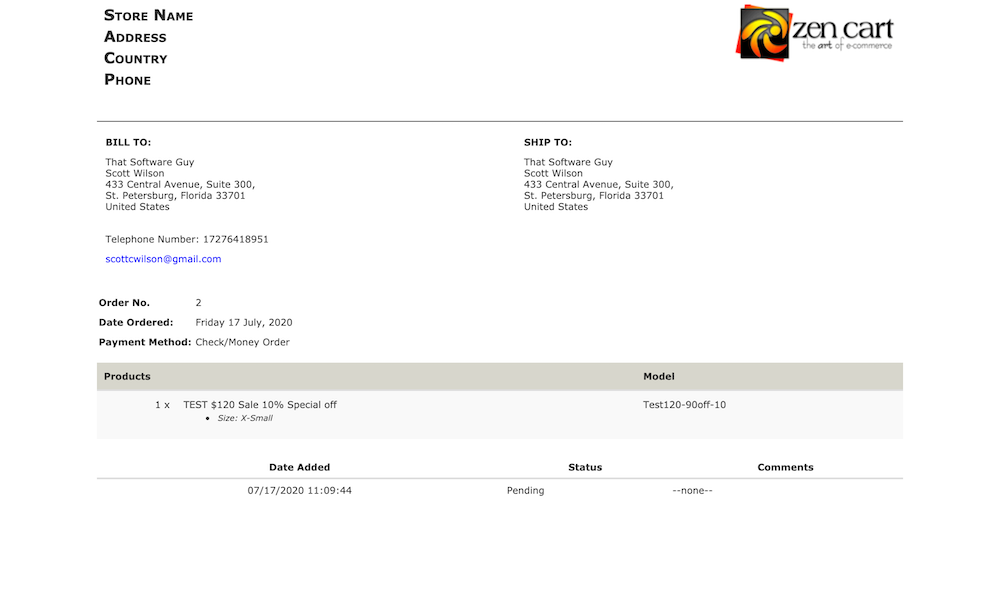 Store Name
Address
Country
Phone
zen cart
the art of e-commerce
BILL TO:
That Software Guy
Scott Wilson
433 Central Avenue, Suite 300,
St. Petersburg, Florida 33701
United States
Telephone Number: 17276418951
scottcwilson@gmail.com
SHIP TO:
That Software Guy
Scott Wilson
433 Central Avenue, Suite 300,
St. Petersburg, Florida 33701
United States
Order No. 2
Date Ordered: Friday 17 July, 2020
Payment Method: Check/Money Order
Products Model
1 x TEST $120 Sale 10% Special off Test120-90off-10
• Size: X-Small
Date Added Status Comments
07/17/2020 11:09:44 Pending --none--